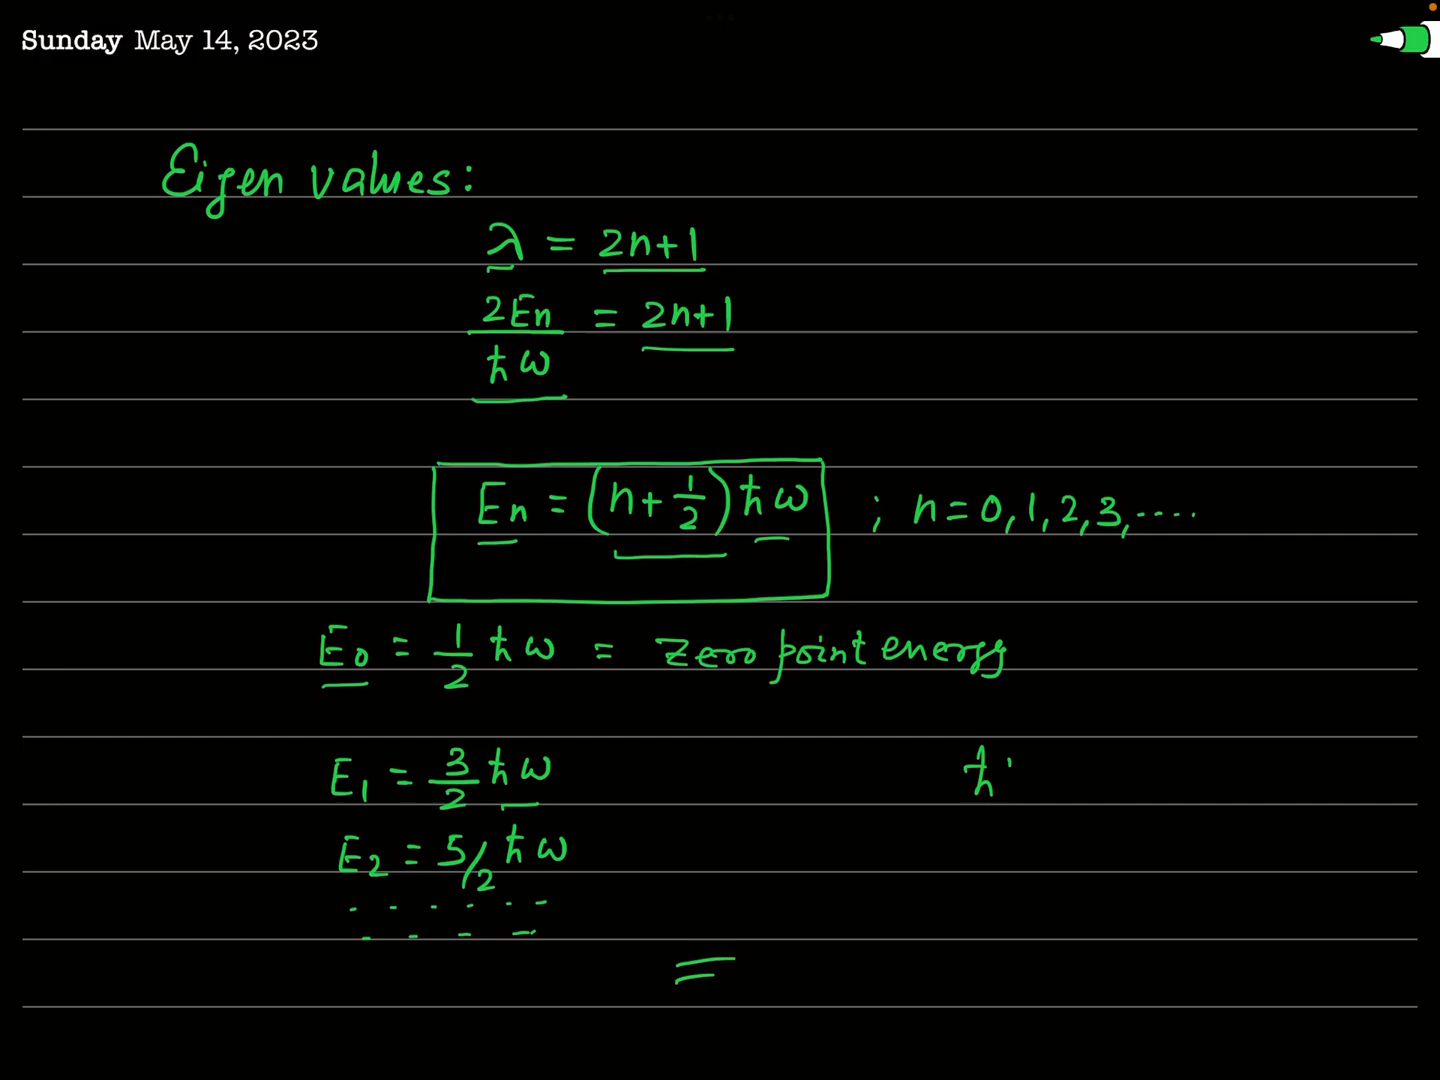 Sunday May 14, 2023
Eigen values:
λ = 2n+1
2En/ħω = 2n+1
En = (n+1/2)ħω ; n=0,1,2,3,....
E0 = 1/2 ħω = Zero point energy
E1 = 3/2 ħω
ħ
E2 = 5/2 ħω